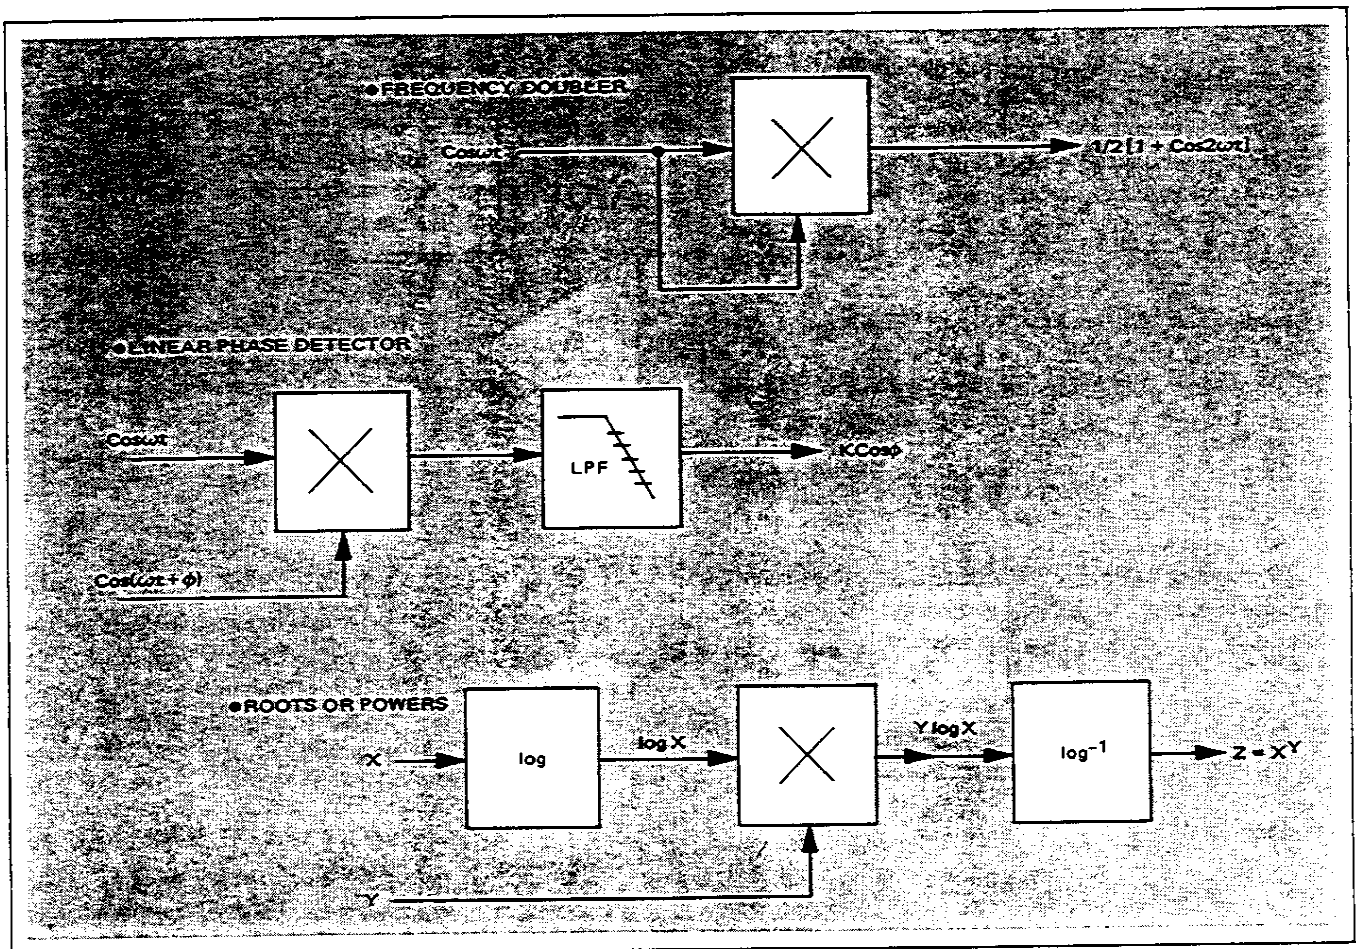 ●FREQUENCY DOUBLER
Cosωt
1/2 [1 + Cos2ωt]
●LINEAR PHASE DETECTOR
Cosωt
LPF
KCosϕ
Cos(ωt + ϕ)
●ROOTS OR POWERS
X
log
log X
Y log X
log⁻¹
Z = Xʸ
Y